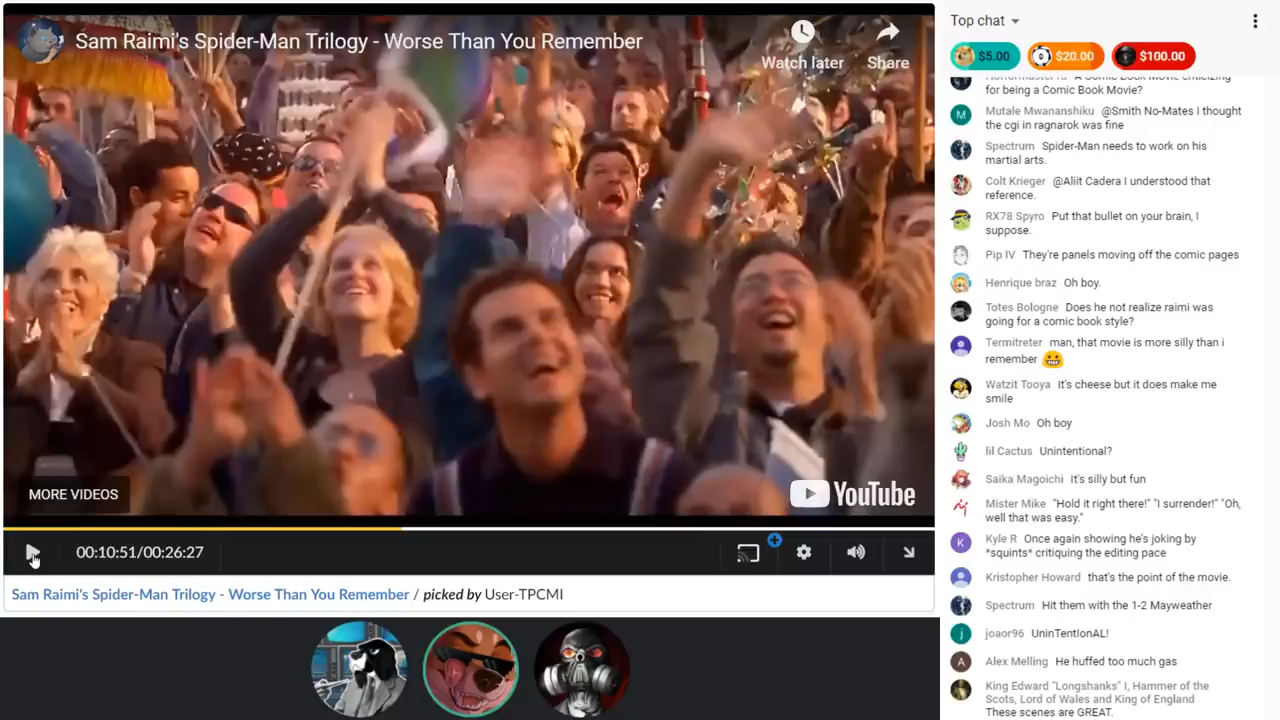 Sam Raimi's Spider-Man Trilogy - Worse Than You Remember
Watch later
Share
MORE VIDEOS
YouTube
00:10:51/00:26:27
Sam Raimi's Spider-Man Trilogy - Worse Than You Remember / picked by User-TPCMI
Top chat
$5.00 $20.00 $100.00
A Comic Book Movie criticizing
for being a Comic Book Movie?
Mutale Mwananshiku @Smith No-Mates I thought
the cgi in ragnarok was fine
Spectrum Spider-Man needs to work on his
martial arts.
Colt Krieger @Aliit Cadera I understood that
reference.
RX78 Spyro Put that bullet on your brain, I
suppose.
Pip IV They're panels moving off the comic pages
Henrique braz Oh boy.
Totes Bologne Does he not realize raimi was
going for a comic book style?
Termitreter man, that movie is more silly than i
remember
Watzit Tooya It's cheese but it does make me
smile
Josh Mo Oh boy
lil Cactus Unintentional?
Saika Magoichi It's silly but fun
Mister Mike "Hold it right there!" "I surrender!" "Oh,
well that was easy."
Kyle R Once again showing he's joking by
*squints* critiquing the editing pace
Kristopher Howard that's the point of the movie.
Spectrum Hit them with the 1-2 Mayweather
joaor96 UninTentIonAL!
Alex Melling He huffed too much gas
King Edward "Longshanks" I, Hammer of the
Scots, Lord of Wales and King of England
These scenes are GREAT.